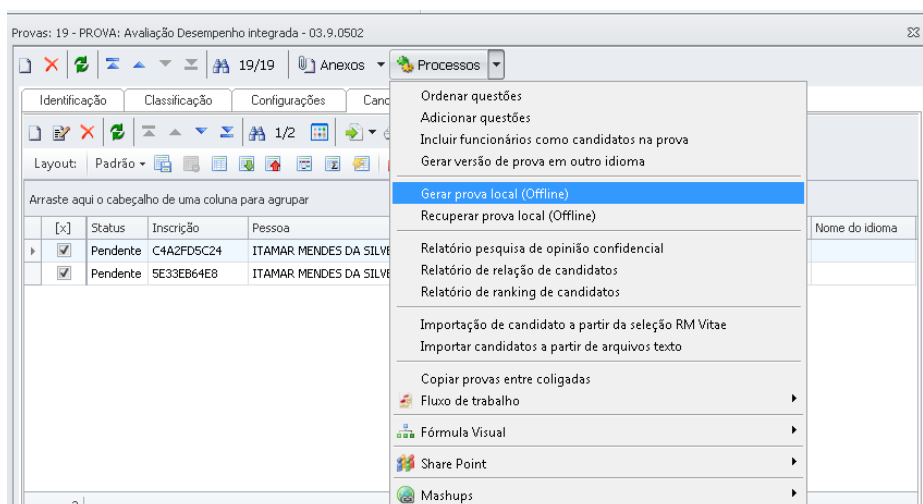 Provas: 19 - PROVA: Avaliação Desempenho integrada - 03.9.0502
19/19 Anexos Processos
Identificação Classificação Configurações Canc
1/2
Layout: Padrão
Arraste aqui o cabeçalho de uma coluna para agrupar
[x] Status Inscrição Pessoa Nome do idioma
Pendente C4A2FD5C24 ITAMAR MENDES DA SILVE
Pendente 5E33EB64E8 ITAMAR MENDES DA SILVE
Ordenar questões
Adicionar questões
Incluir funcionários como candidatos na prova
Gerar versão de prova em outro idioma
Gerar prova local (Offline)
Recuperar prova local (Offline)
Relatório pesquisa de opinião confidencial
Relatório de relação de candidatos
Relatório de ranking de candidatos
Importação de candidato a partir da seleção RM Vitae
Importar candidatos a partir de arquivos texto
Copiar provas entre coligadas
Fluxo de trabalho
Fórmula Visual
Share Point
Mashups